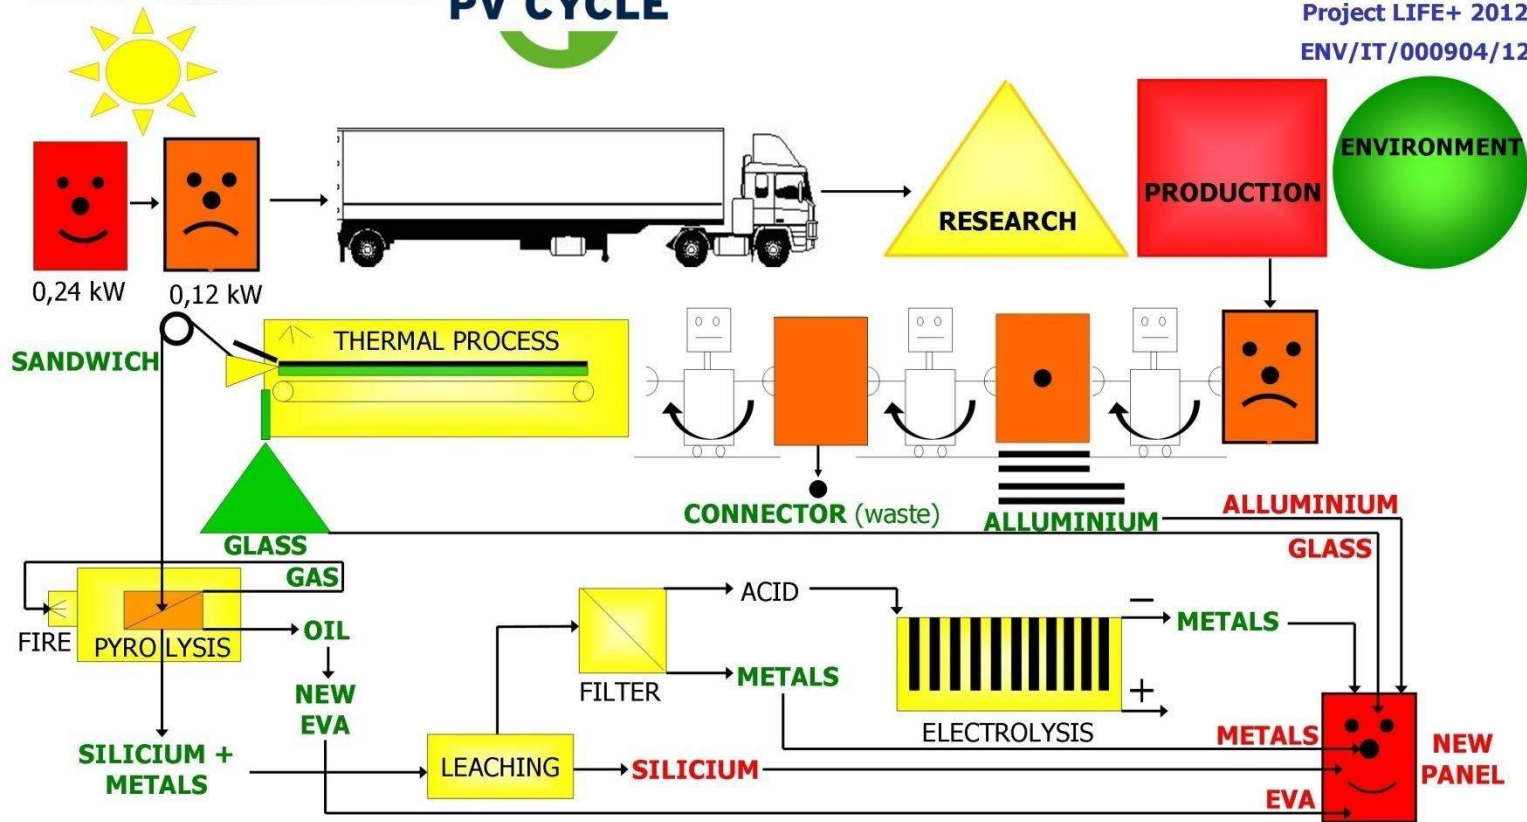 PV CYCLE
Project LIFE+ 2012
ENV/IT/000904/12
ENVIRONMENT
PRODUCTION
RESEARCH
0,24 kW
0,12 kW
THERMAL PROCESS
SANDWICH
CONNECTOR (waste)
ALLUMINIUM
ALLUMINIUM
GLASS
GLASS
GAS
FIRE
PYROLYSIS
OIL
NEW
EVA
ACID
FILTER
METALS
−
METALS
+
ELECTROLYSIS
SILICIUM +
METALS
LEACHING
SILICIUM
METALS
EVA
NEW
PANEL